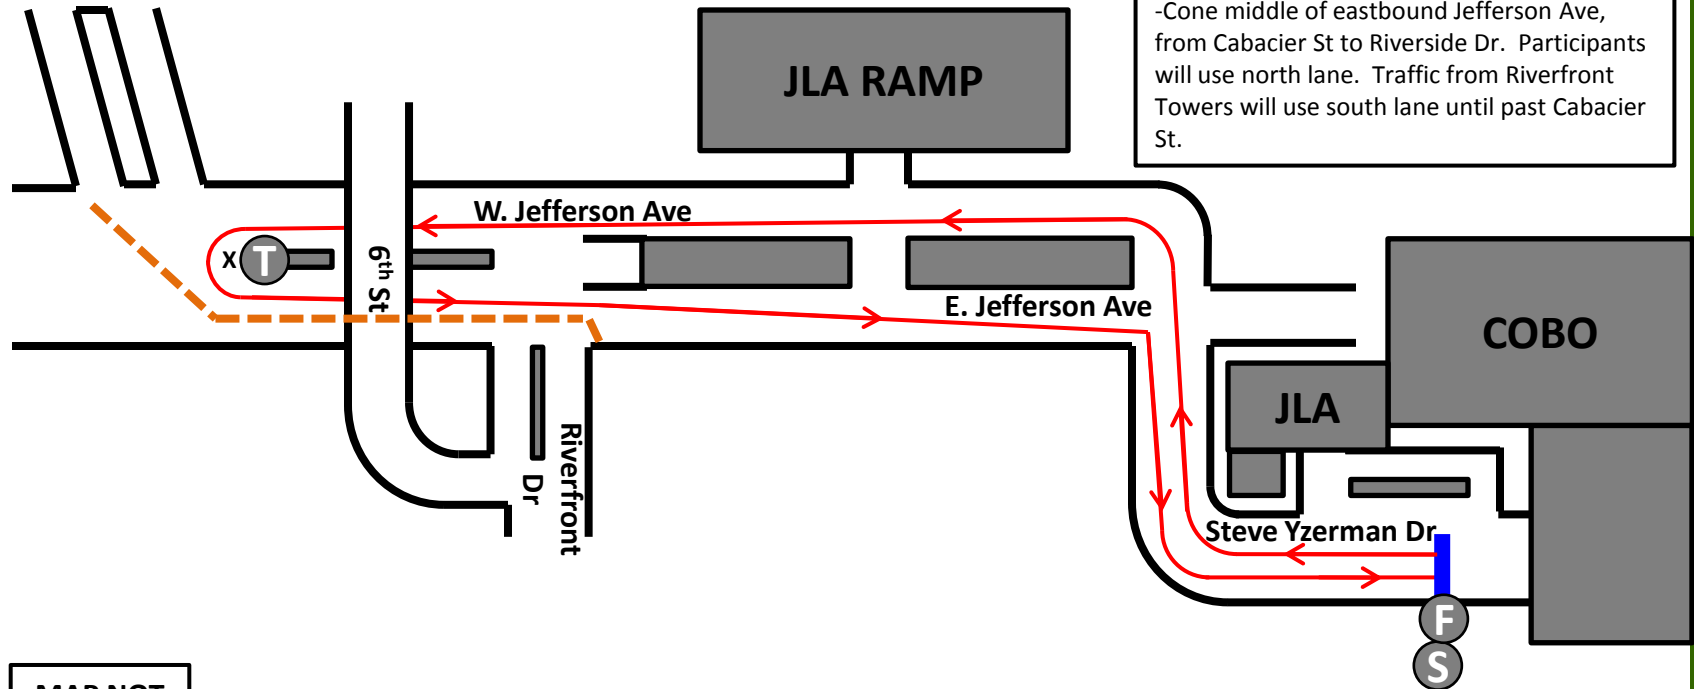 -Cone middle of eastbound Jefferson Ave,
from Cabacier St to Riverside Dr.  Participants
will use north lane.  Traffic from Riverfront
Towers will use south lane until past Cabacier
St.
JLA RAMP
W. Jefferson Ave
x T
6th St
E. Jefferson Ave
COBO
JLA
Riverfront
Dr
Steve Yzerman Dr
F
S
MAP NOT